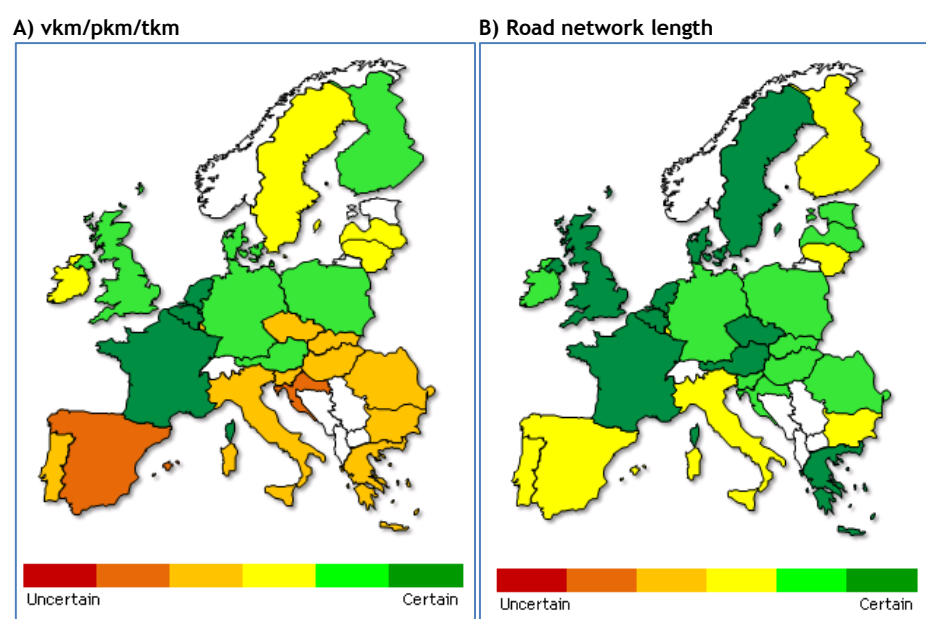 A) vkm/pkm/tkm
B) Road network length
Uncertain
Certain
Uncertain
Certain